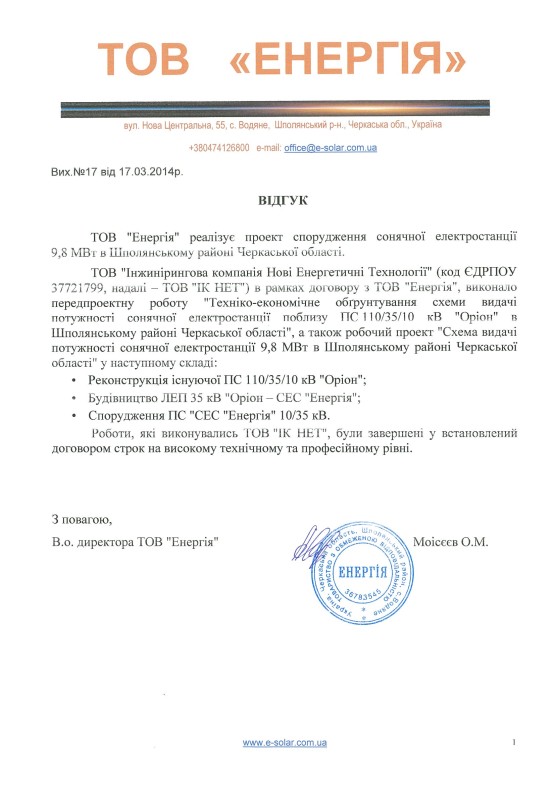 ТОВ «ЕНЕРГІЯ»
вул. Нова Центральна, 55, с. Водяне, Шполянський р-н., Черкаська обл., Україна
+380474126800 e-mail: office@e-solar.com.ua
Вих.№17 від 17.03.2014р.
ВІДГУК
ТОВ "Енергія" реалізує проект спорудження сонячної електростанції
9,8 МВт в Шполянському районі Черкаської області.
ТОВ "Інжинірингова компанія Нові Енергетичні Технології" (код ЄДРПОУ
37721799, надалі – ТОВ "ІК НЕТ") в рамках договору з ТОВ "Енергія", виконало
передпроектну роботу "Техніко-економічне обґрунтування схеми видачі
потужності сонячної електростанції поблизу ПС 110/35/10 кВ "Оріон" в
Шполянському районі Черкаської області", а також робочий проект "Схема видачі
потужності сонячної електростанції 9,8 МВт в Шполянському районі Черкаської
області" у наступному складі:
• Реконструкція існуючої ПС 110/35/10 кВ "Оріон";
• Будівництво ЛЕП 35 кВ "Оріон – СЕС "Енергія";
• Спорудження ПС "СЕС "Енергія" 10/35 кВ.
Роботи, які виконувались ТОВ "ІК НЕТ", були завершені у встановлений
договором строк на високому технічному та професійному рівні.
З повагою,
В.о. директора ТОВ "Енергія"
Моісєєв О.М.
Україна, Черкаська область, Шполянський район, с.Водяне
ТОВАРИСТВО З ОБМЕЖЕНОЮ ВІДПОВІДАЛЬНІСТЮ
ЕНЕРГІЯ
36783545
www.e-solar.com.ua
1